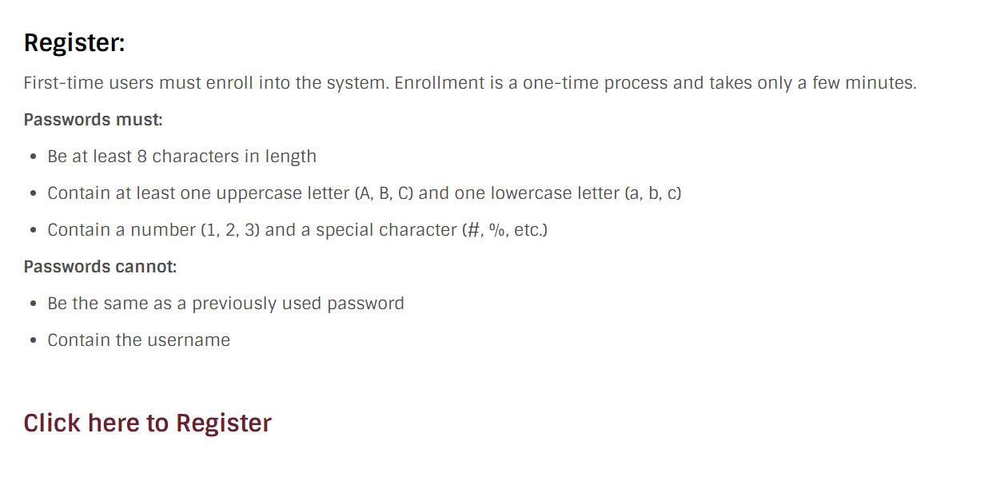 Register:
First-time users must enroll into the system. Enrollment is a one-time process and takes only a few minutes.
Passwords must:
• Be at least 8 characters in length
• Contain at least one uppercase letter (A, B, C) and one lowercase letter (a, b, c)
• Contain a number (1, 2, 3) and a special character (#, %, etc.)
Passwords cannot:
• Be the same as a previously used password
• Contain the username
Click here to Register